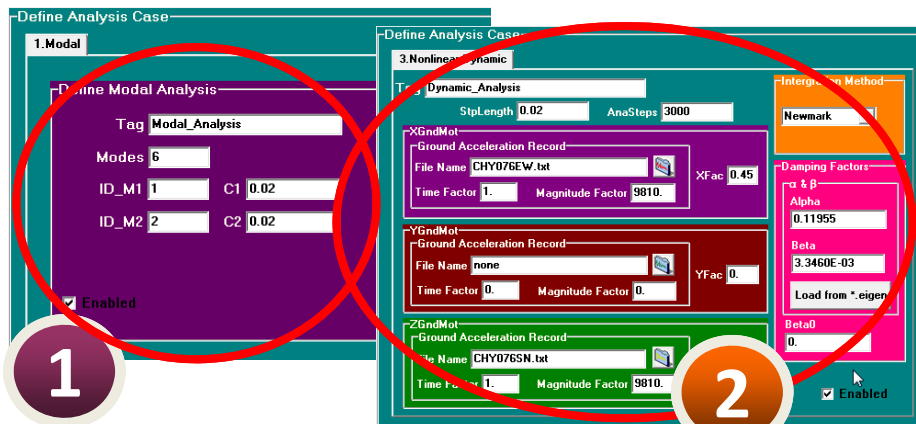 Define Analysis Case
1.Modal
Define Modal Analysis
Tag Modal_Analysis
Modes 6
ID_M1 1 C1 0.02
ID_M2 2 C2 0.02
Enabled
1
Define Analysis Case
3.NonlinearDynamic
Tag Dynamic_Analysis
StpLength 0.02 AnaSteps 3000
XGndMot
Ground Acceleration Record
File Name CHY076EW.txt
Time Factor 1. Magnitude Factor 9810.
XFac 0.45
YGndMot
Ground Acceleration Record
File Name none
Time Factor 0. Magnitude Factor 0.
YFac 0.
ZGndMot
Ground Acceleration Record
File Name CHY076SN.txt
Time Factor 1. Magnitude Factor 9810.
Intergration Method
Newmark
Damping Factors
α & β
Alpha
0.11955
Beta
3.3460E-03
Load from *.eigen
Beta0
0.
Enabled
2